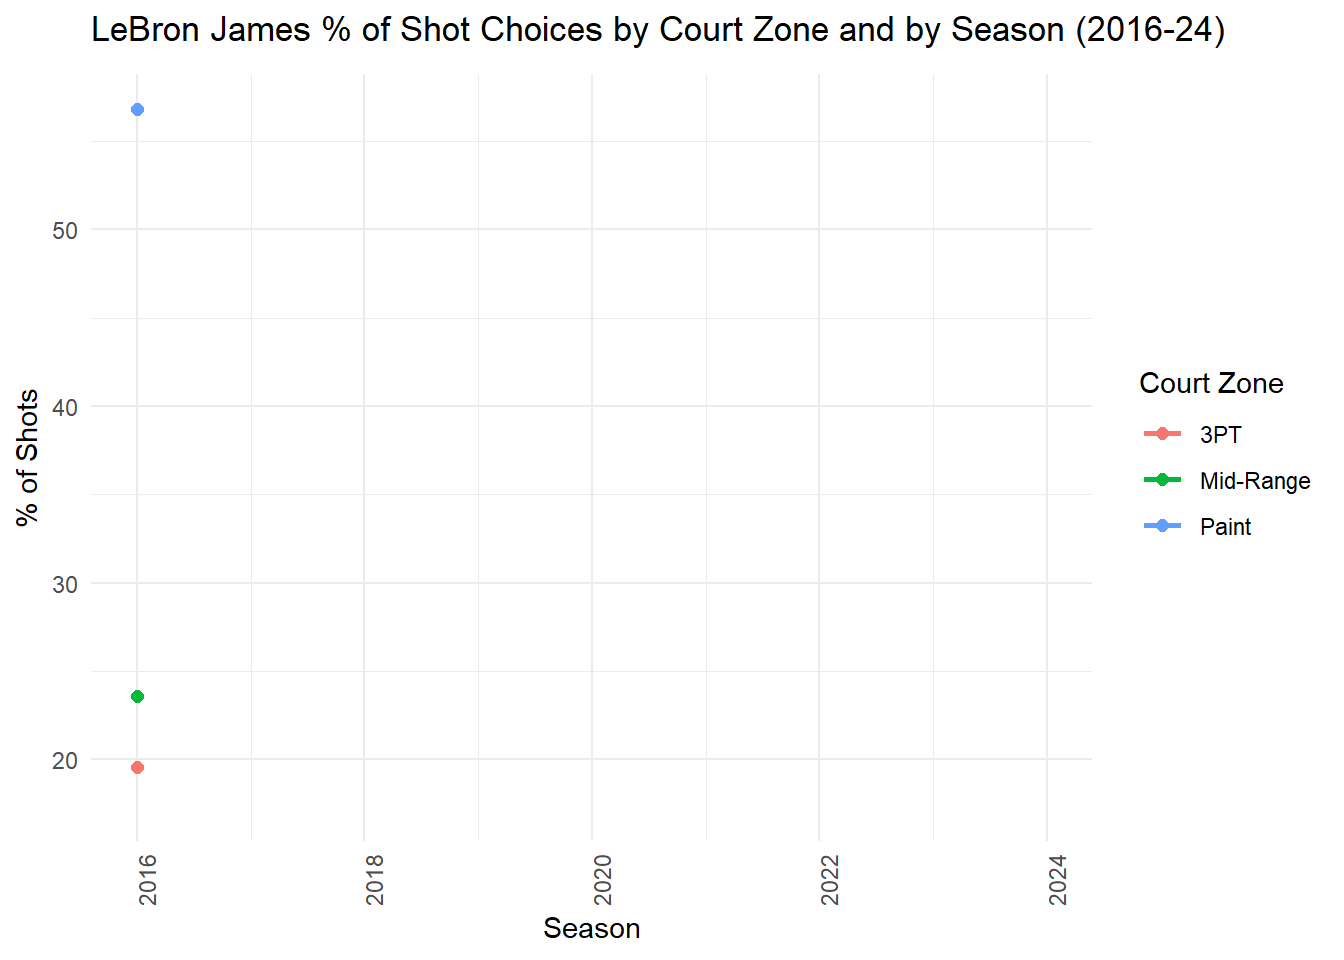 LeBron James % of Shot Choices by Court Zone and by Season (2016-24)
50
40
30
20
% of Shots
2016
2018
2020
2022
2024
Season
Court Zone
3PT
Mid-Range
Paint